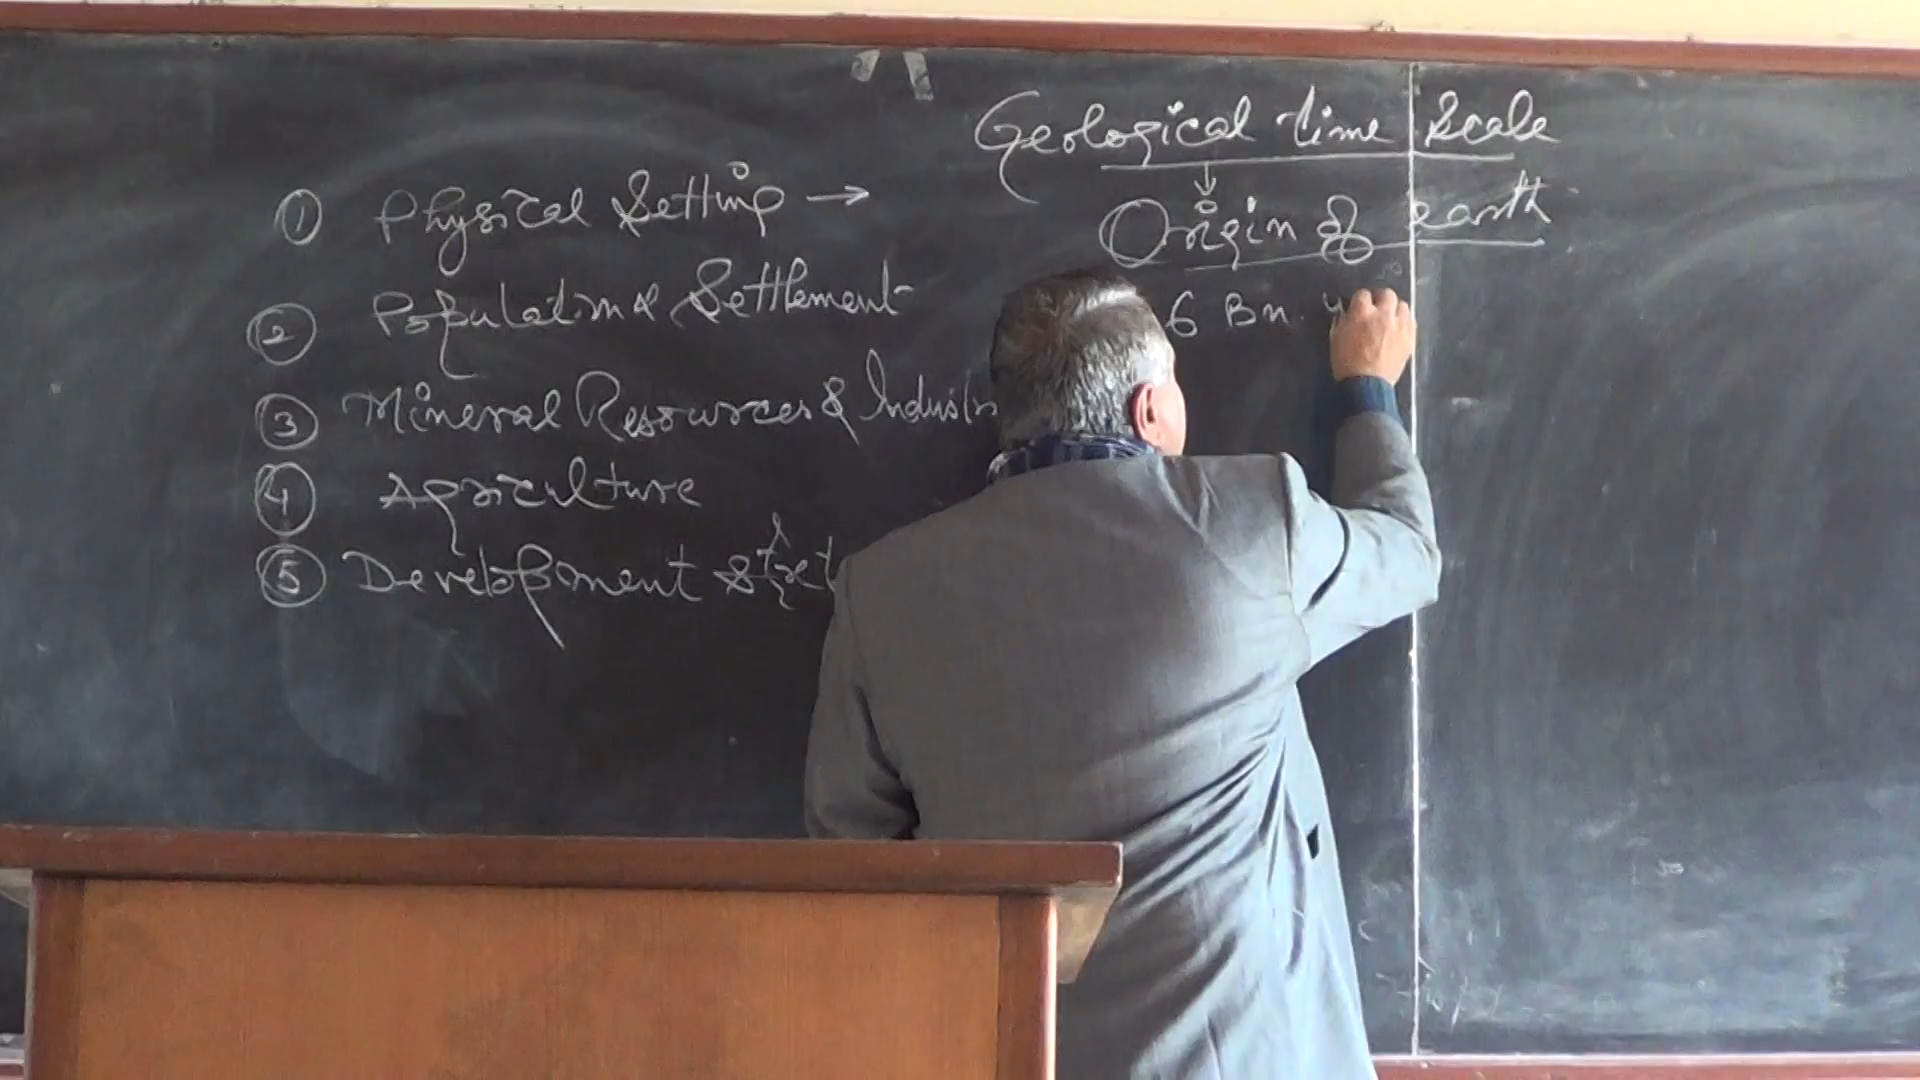 Geological time Scale
Origin of earth
6 Bn. y
① Physical Setting →
② Population & Settlement
③ Mineral Resources & Industr
④ Agriculture
⑤ Development